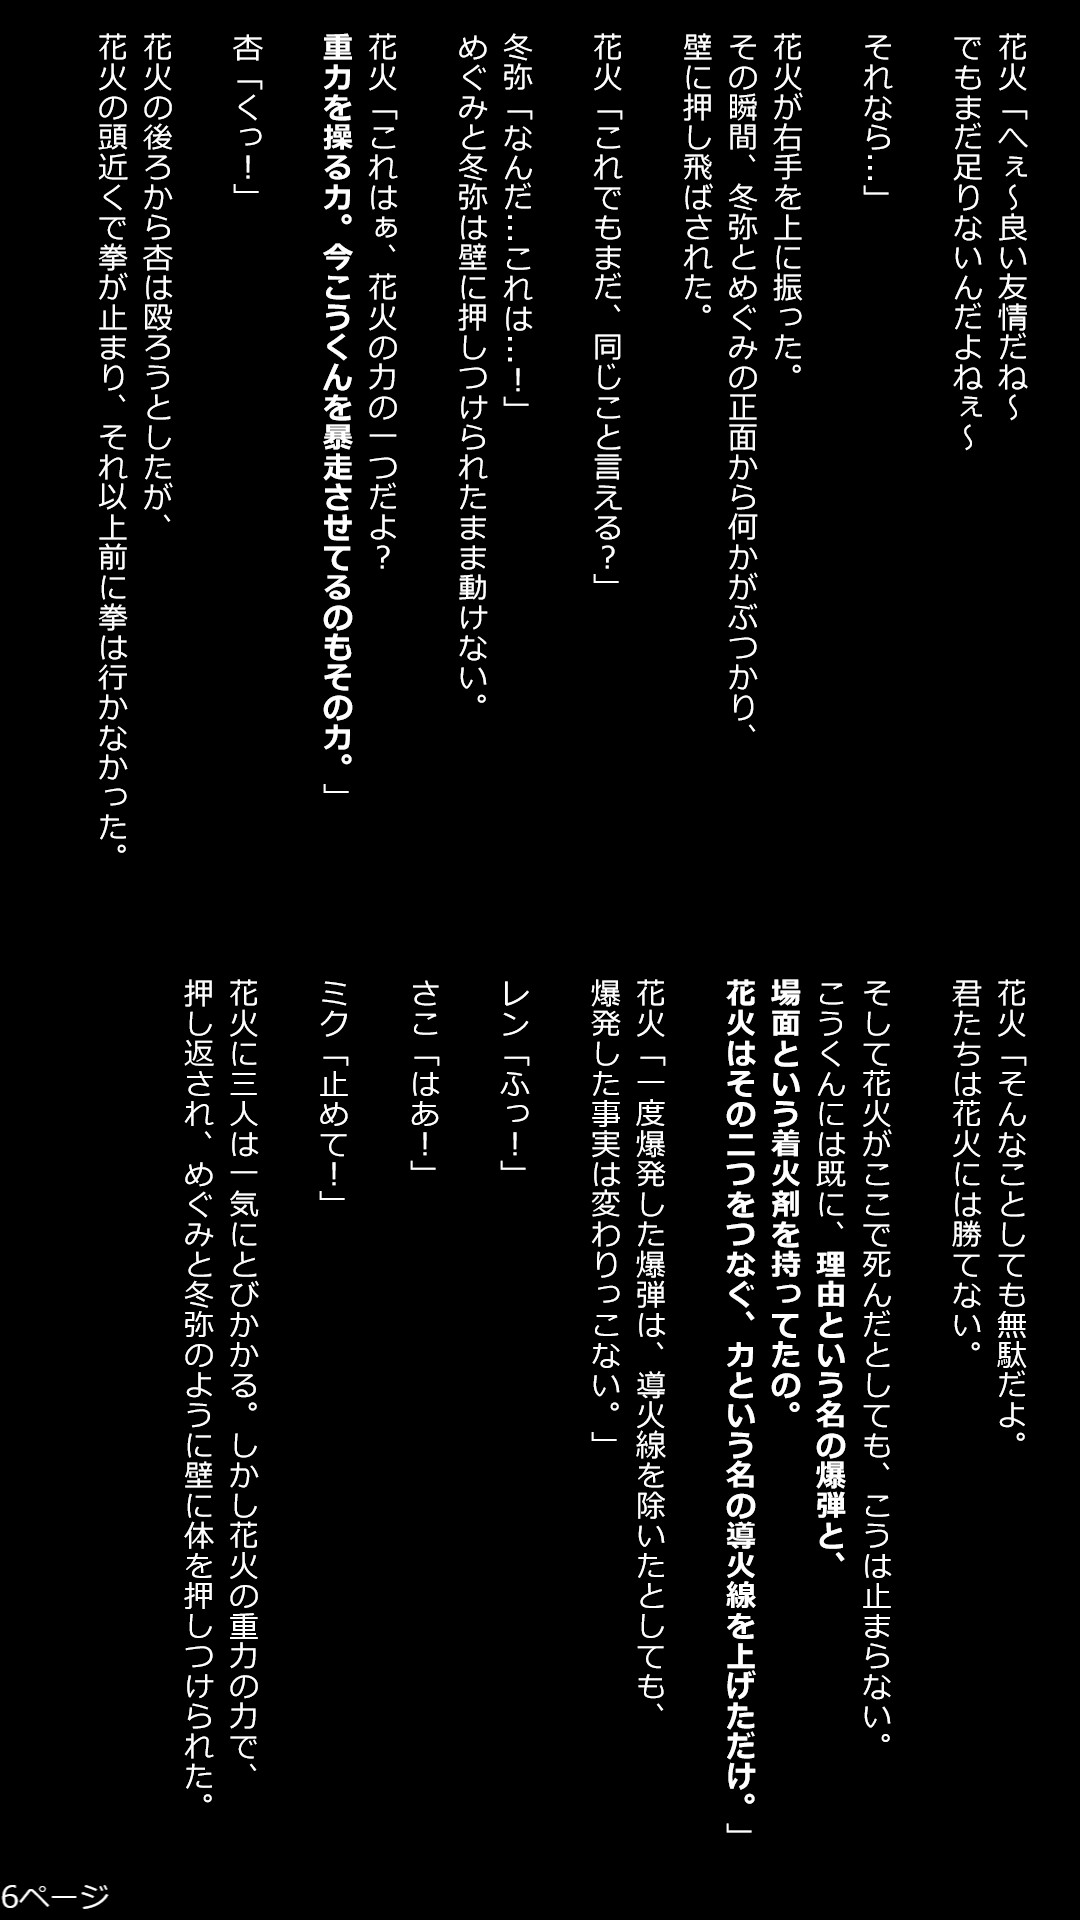 花火「へぇ〜良い友情だね〜
でもまだ足りないんだよねぇ〜
それなら…」
花火が右手を上に振った。
その瞬間、冬弥とめぐみの正面から何かがぶつかり、
壁に押し飛ばされた。
花火「これでもまだ、同じこと言える？」
冬弥「なんだ…これは…！」
めぐみと冬弥は壁に押しつけられたまま動けない。
花火「これはぁ、花火の力の一つだよ？
重力を操る力。今こうくんを暴走させてるのもその力。」
杏「くっ！」
花火の後ろから杏は殴ろうとしたが、
花火の頭近くで拳が止まり、それ以上前に拳は行かなかった。
花火「そんなことしても無駄だよ。
君たちは花火には勝てない。
そして花火がここで死んだとしても、こうは止まらない。
こうくんには既に、理由という名の爆弾と、
場面という着火剤を持ってたの。
花火はその二つをつなぐ、力という名の導火線を上げただけ。」
花火「一度爆発した爆弾は、導火線を除いたとしても、
爆発した事実は変わりっこない。」
レン「ふっ！」
さこ「はあ！」
ミク「止めて！」
花火に三人は一気にとびかかる。しかし花火の重力の力で、
押し返され、めぐみと冬弥のように壁に体を押しつけられた。
6ページ